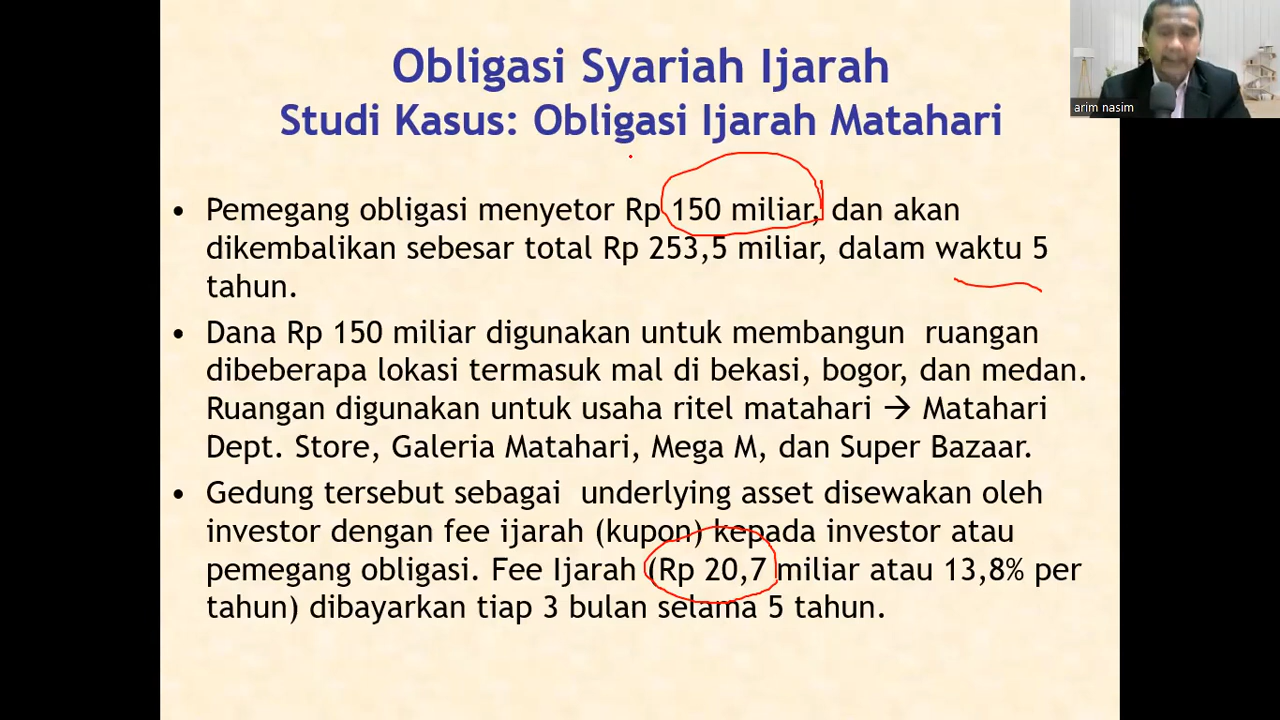 Obligasi Syariah Ijarah
Studi Kasus: Obligasi Ijarah Matahari
arim nasim
• Pemegang obligasi menyetor Rp 150 miliar, dan akan
dikembalikan sebesar total Rp 253,5 miliar, dalam waktu 5
tahun.
• Dana Rp 150 miliar digunakan untuk membangun ruangan
dibeberapa lokasi termasuk mal di bekasi, bogor, dan medan.
Ruangan digunakan untuk usaha ritel matahari → Matahari
Dept. Store, Galeria Matahari, Mega M, dan Super Bazaar.
• Gedung tersebut sebagai underlying asset disewakan oleh
investor dengan fee ijarah (kupon) kepada investor atau
pemegang obligasi. Fee Ijarah (Rp 20,7 miliar atau 13,8% per
tahun) dibayarkan tiap 3 bulan selama 5 tahun.